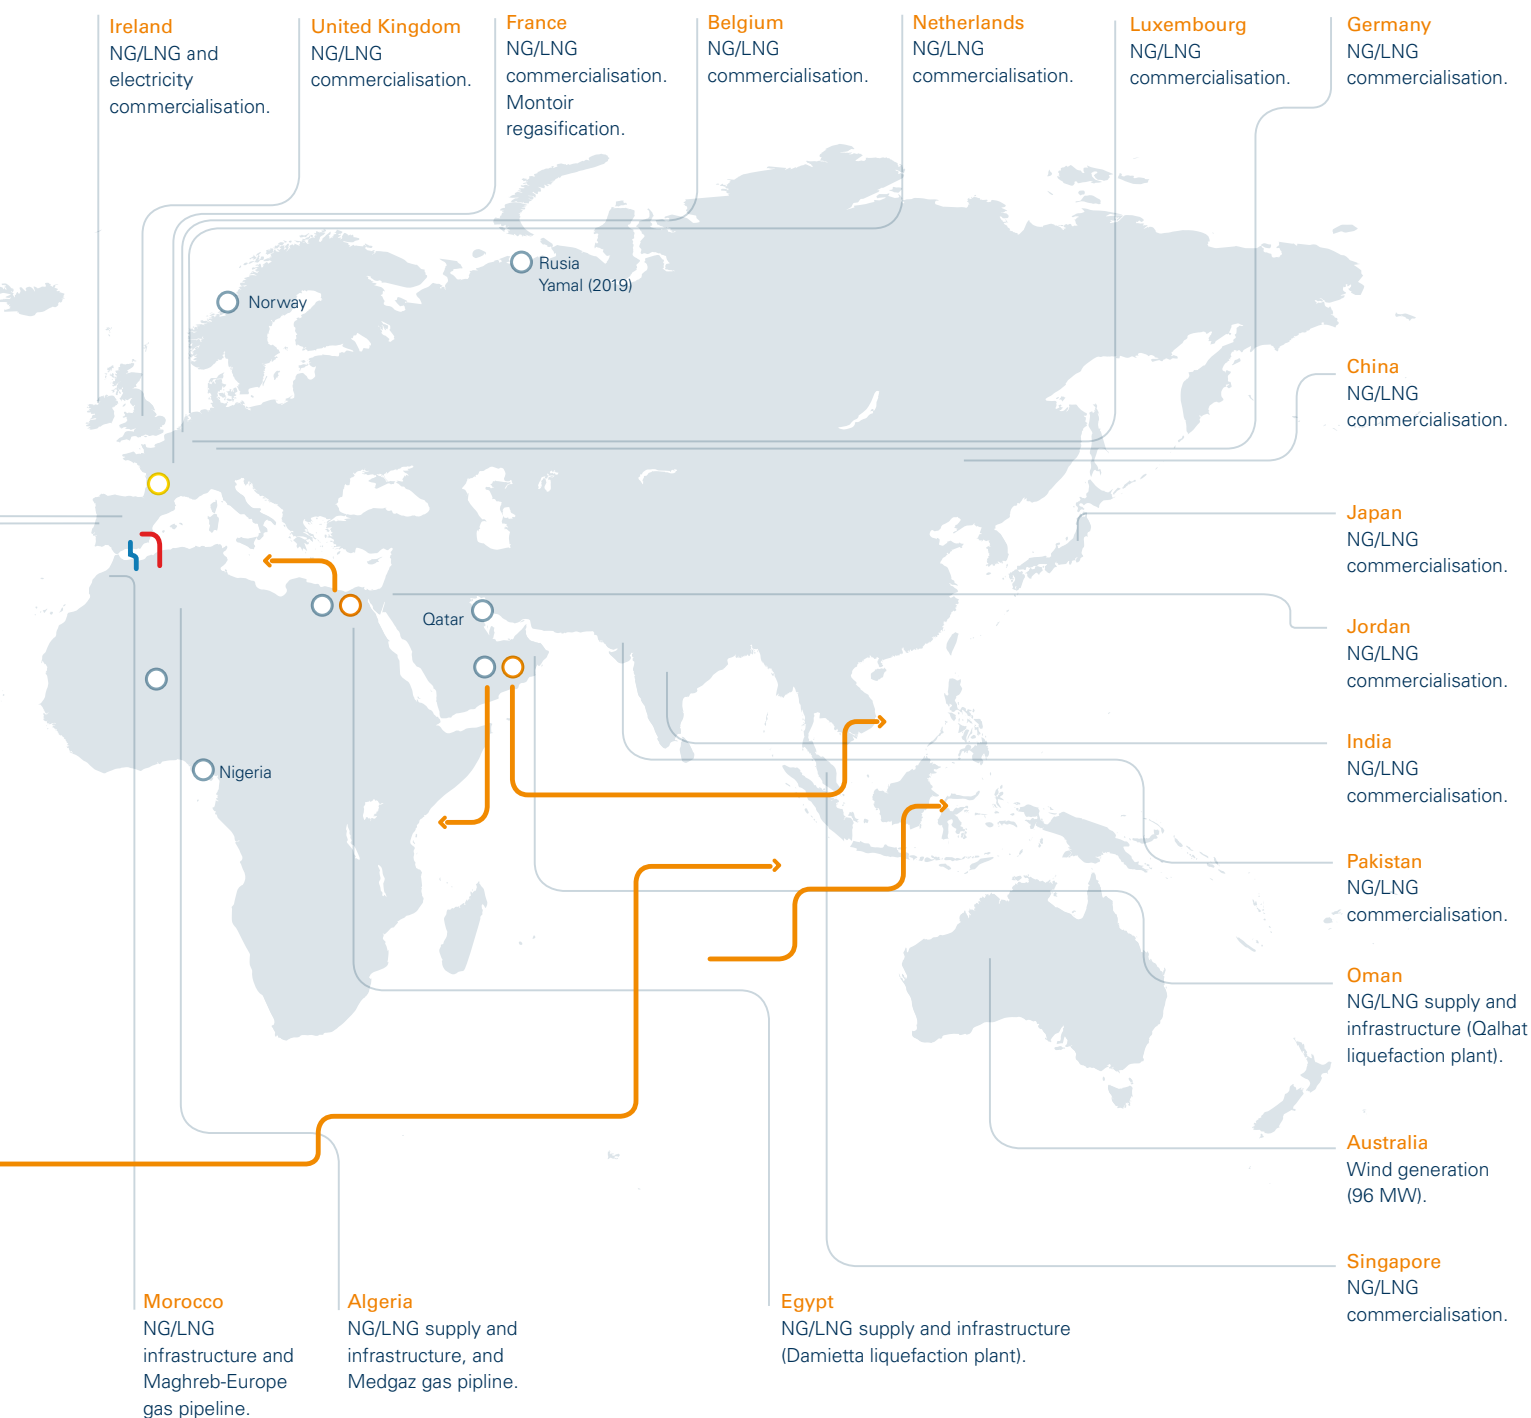 Ireland
NG/LNG and
electricity
commercialisation.
United Kingdom
NG/LNG
commercialisation.
France
NG/LNG
commercialisation.
Montoir
regasification.
Belgium
NG/LNG
commercialisation.
Netherlands
NG/LNG
commercialisation.
Luxembourg
NG/LNG
commercialisation.
Germany
NG/LNG
commercialisation.
Rusia
Yamal (2019)
Norway
China
NG/LNG
commercialisation.
Japan
NG/LNG
commercialisation.
Qatar
Jordan
NG/LNG
commercialisation.
Nigeria
India
NG/LNG
commercialisation.
Pakistan
NG/LNG
commercialisation.
Oman
NG/LNG supply and
infrastructure (Qalhat
liquefaction plant).
Australia
Wind generation
(96 MW).
Singapore
NG/LNG
commercialisation.
Morocco
NG/LNG
infrastructure and
Maghreb-Europe
gas pipeline.
Algeria
NG/LNG supply and
infrastructure, and
Medgaz gas pipline.
Egypt
NG/LNG supply and infrastructure
(Damietta liquefaction plant).